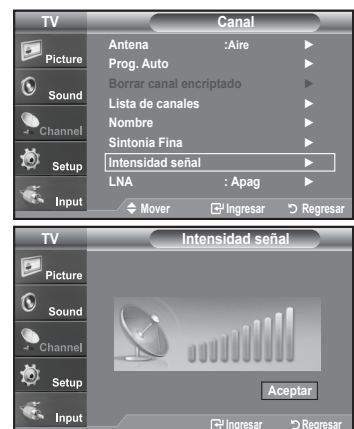 TV
Canal
Picture
Sound
Channel
Setup
Input
Antena :Aire
Prog. Auto
Borrar canal encriptado
Lista de canales
Nombre
Sintonia Fina
Intensidad señal
LNA : Apag
Mover Ingresar Regresar
TV
Intensidad señal
Picture
Sound
Channel
Setup
Input
Aceptar
Ingresar Regresar